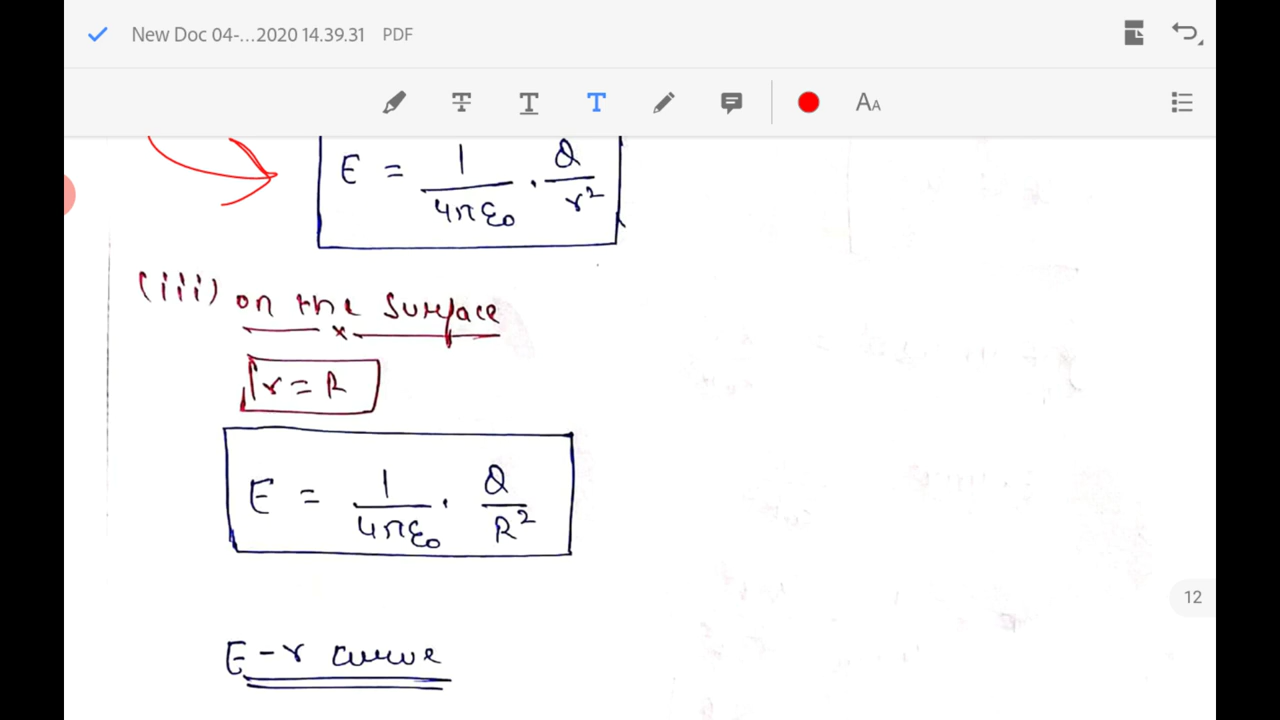 New Doc 04-...2020 14.39.31 PDF
T T T AA
E = 1/4πε₀ . Q/r²
(iii) on the surface
r = R
E = 1/4πε₀ . Q/R²
12
E-r curve